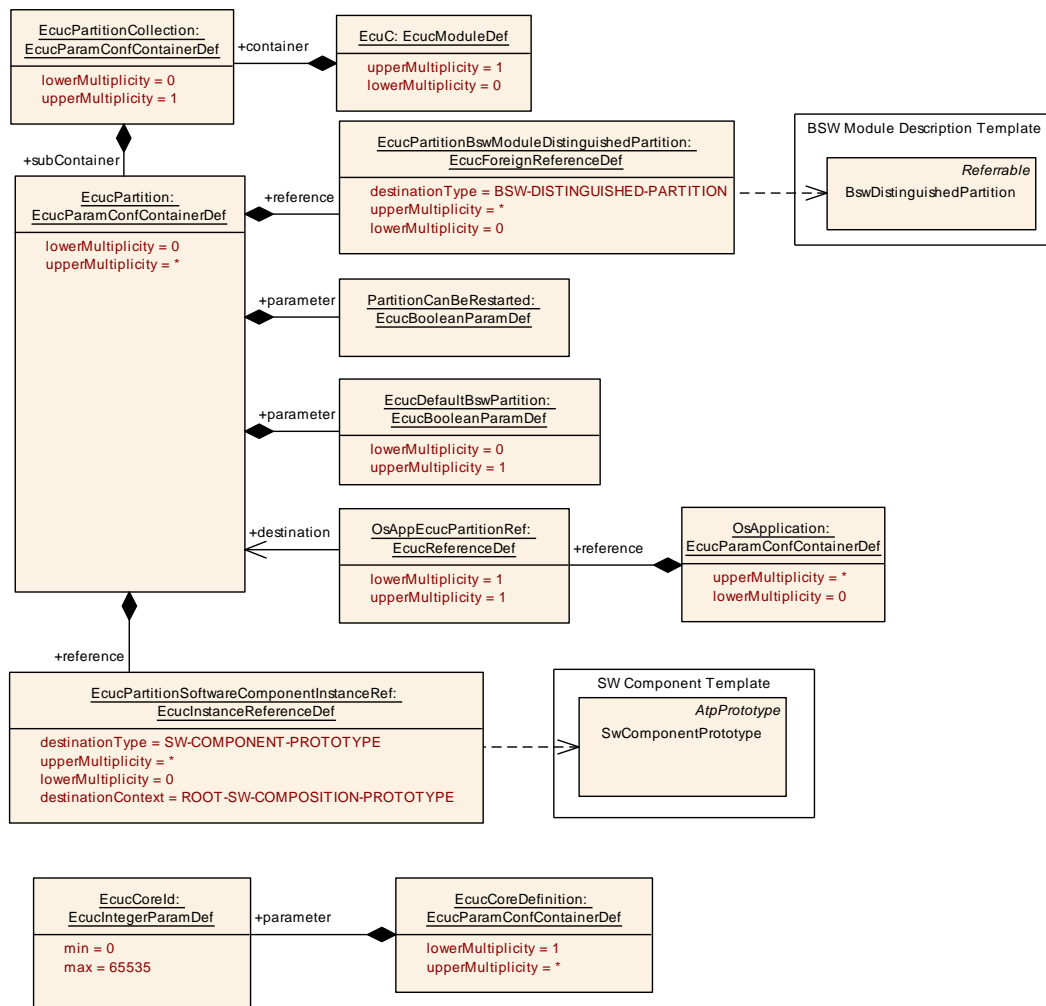 EcucPartitionCollection:
EcucParamConfContainerDef
lowerMultiplicity = 0
upperMultiplicity = 1
+container
EcuC: EcucModuleDef
upperMultiplicity = 1
lowerMultiplicity = 0
+subContainer
EcucPartition:
EcucParamConfContainerDef
lowerMultiplicity = 0
upperMultiplicity = *
+reference
EcucPartitionBswModuleDistinguishedPartition:
EcucForeignReferenceDef
destinationType = BSW-DISTINGUISHED-PARTITION
upperMultiplicity = *
lowerMultiplicity = 0
BSW Module Description Template
Referrable
BswDistinguishedPartition
+parameter
PartitionCanBeRestarted:
EcucBooleanParamDef
+parameter
EcucDefaultBswPartition:
EcucBooleanParamDef
lowerMultiplicity = 0
upperMultiplicity = 1
+destination
OsAppEcucPartitionRef:
EcucReferenceDef
lowerMultiplicity = 1
upperMultiplicity = 1
+reference
OsApplication:
EcucParamConfContainerDef
upperMultiplicity = *
lowerMultiplicity = 0
+reference
EcucPartitionSoftwareComponentInstanceRef:
EcucInstanceReferenceDef
destinationType = SW-COMPONENT-PROTOTYPE
upperMultiplicity = *
lowerMultiplicity = 0
destinationContext = ROOT-SW-COMPOSITION-PROTOTYPE
SW Component Template
AtpPrototype
SwComponentPrototype
EcucCoreId:
EcucIntegerParamDef
min = 0
max = 65535
+parameter
EcucCoreDefinition:
EcucParamConfContainerDef
lowerMultiplicity = 1
upperMultiplicity = *